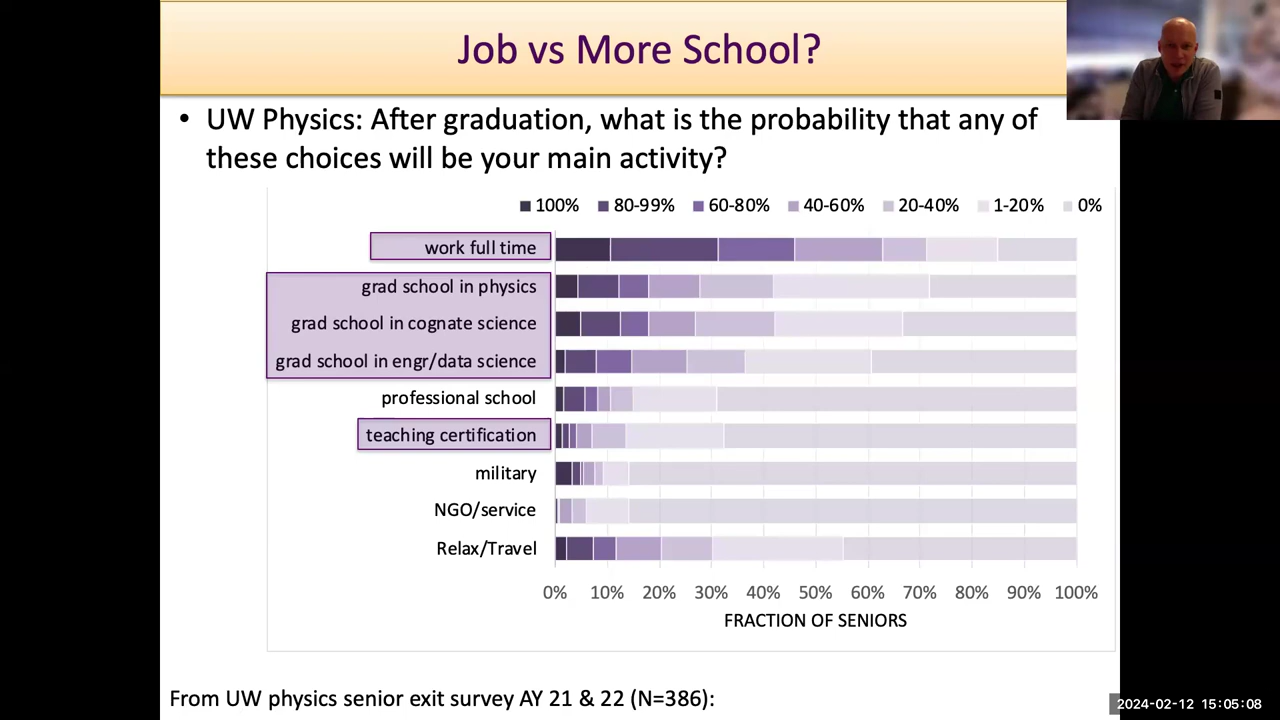 Job vs More School?
• UW Physics: After graduation, what is the probability that any of
these choices will be your main activity?
100% 80-99% 60-80% 40-60% 20-40% 1-20% 0%
work full time
grad school in physics
grad school in cognate science
grad school in engr/data science
professional school
teaching certification
military
NGO/service
Relax/Travel
0% 10% 20% 30% 40% 50% 60% 70% 80% 90% 100%
FRACTION OF SENIORS
From UW physics senior exit survey AY 21 & 22 (N=386):
2024-02-12 15:05:08